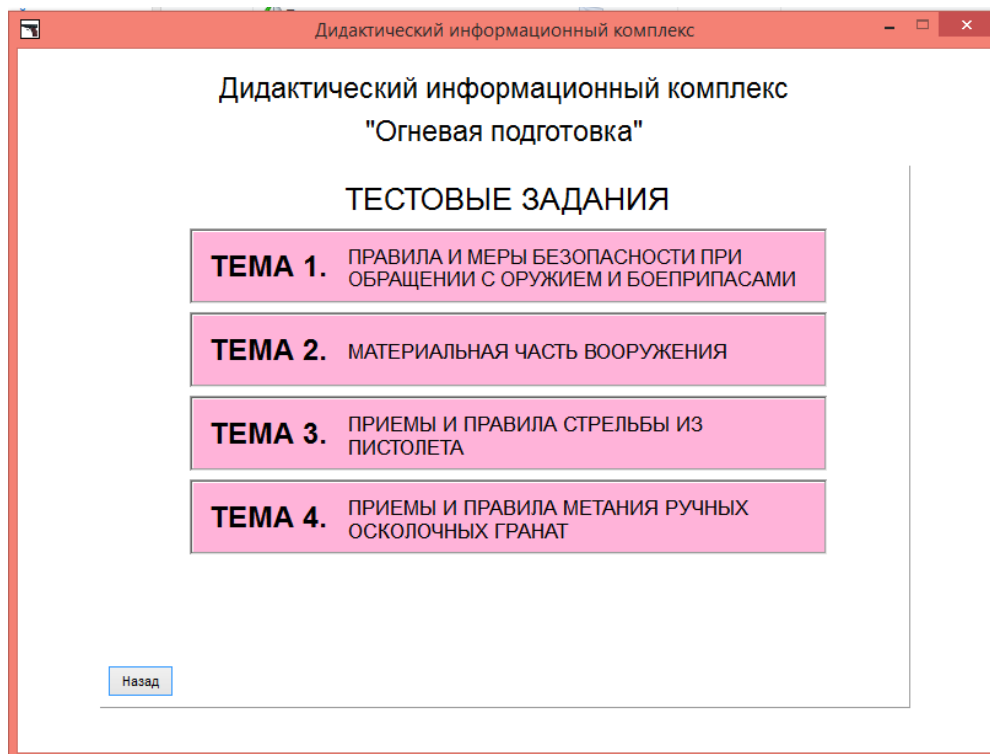 Дидактический информационный комплекс
Дидактический информационный комплекс
"Огневая подготовка"
ТЕСТОВЫЕ ЗАДАНИЯ
ТЕМА 1. ПРАВИЛА И МЕРЫ БЕЗОПАСНОСТИ ПРИ
ОБРАЩЕНИИ С ОРУЖИЕМ И БОЕПРИПАСАМИ
ТЕМА 2. МАТЕРИАЛЬНАЯ ЧАСТЬ ВООРУЖЕНИЯ
ТЕМА 3. ПРИЕМЫ И ПРАВИЛА СТРЕЛЬБЫ ИЗ
ПИСТОЛЕТА
ТЕМА 4. ПРИЕМЫ И ПРАВИЛА МЕТАНИЯ РУЧНЫХ
ОСКОЛОЧНЫХ ГРАНАТ
Назад